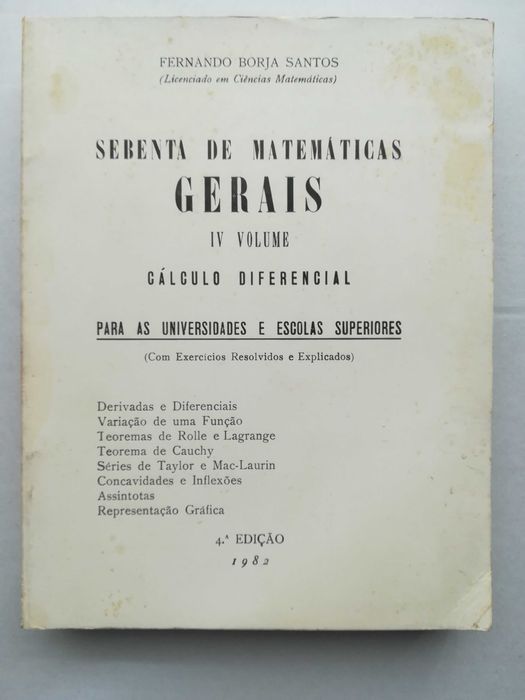 FERNANDO BORJA SANTOS
(Licenciado em Ciências Matemáticas)
SEBENTA DE MATEMÁTICAS
GERAIS
IV VOLUME
CÁLCULO DIFERENCIAL
PARA AS UNIVERSIDADES E ESCOLAS SUPERIORES
(Com Exercícios Resolvidos e Explicados)
Derivadas e Diferenciais
Variação de uma Função
Teoremas de Rolle e Lagrange
Teorema de Cauchy
Séries de Taylor e Mac-Laurin
Concavidades e Inflexões
Assintotas
Representação Gráfica
4.ª EDIÇÃO
1982